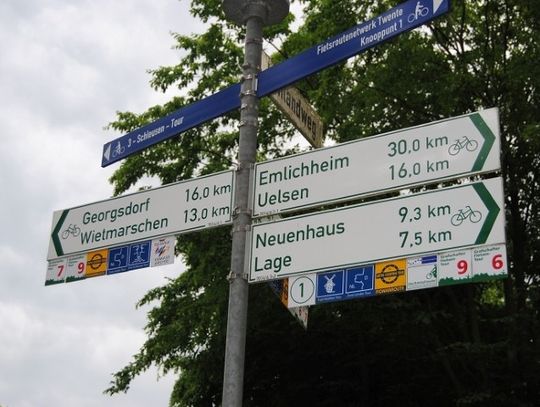 Fietsroutenetwerk Twente
Knooppunt 1
3 - Schleusen - Tour
Emlichheim 30,0 km
Uelsen 16,0 km
Georgsdorf 16.0 km
Wietmarschen 13,0 km
Neuenhaus 9,3 km
Lage 7,5 km
7 9
1
9 6